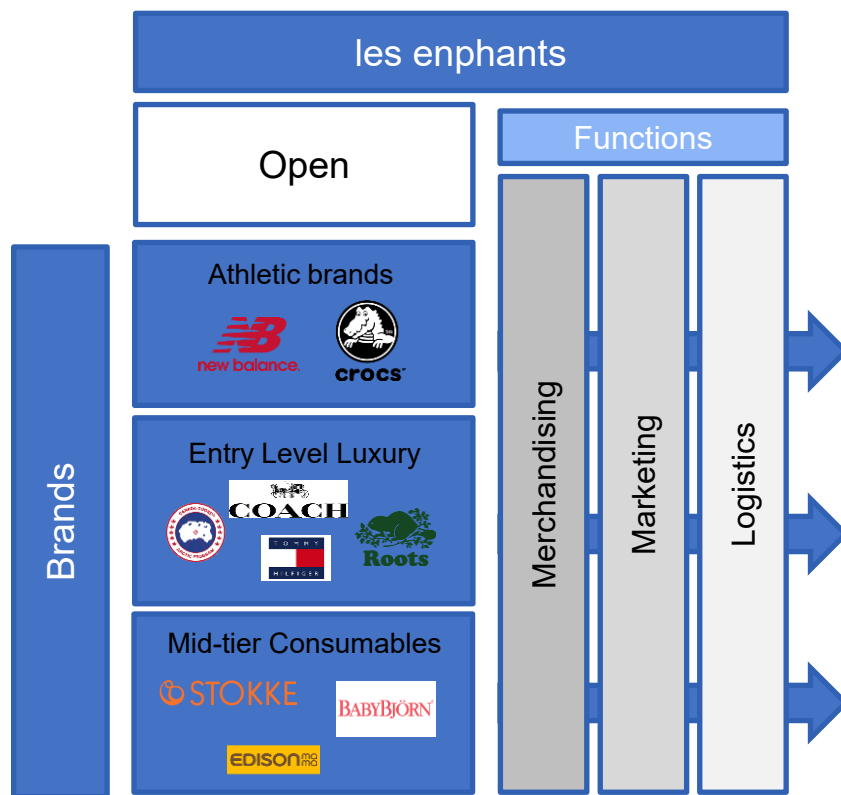 les enphants
Open
Functions
Brands
Athletic brands
new balance.
crocs™
Entry Level Luxury
COACH
TOMMY
HILFIGER
Roots
Mid-tier Consumables
STOKKE
BABYBJÖRN®
EDISON mama
Merchandising
Marketing
Logistics